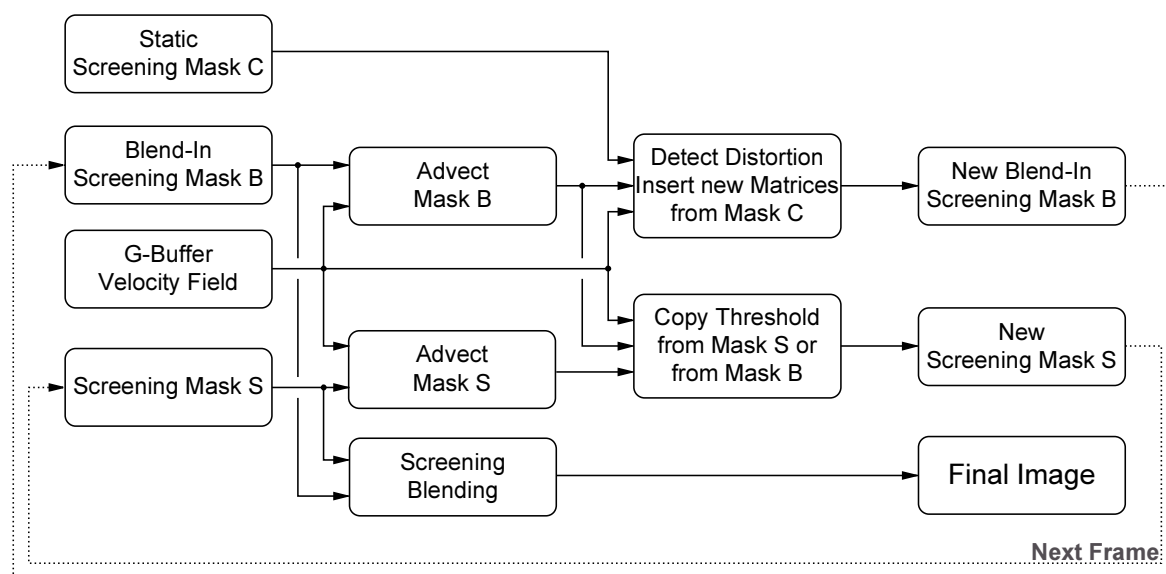 Static
Screening Mask C
Blend-In
Screening Mask B
G-Buffer
Velocity Field
Screening Mask S
Advect
Mask B
Advect
Mask S
Screening
Blending
Detect Distortion
Insert new Matrices
from Mask C
Copy Threshold
from Mask S or
from Mask B
New Blend-In
Screening Mask B
New
Screening Mask S
Final Image
Next Frame